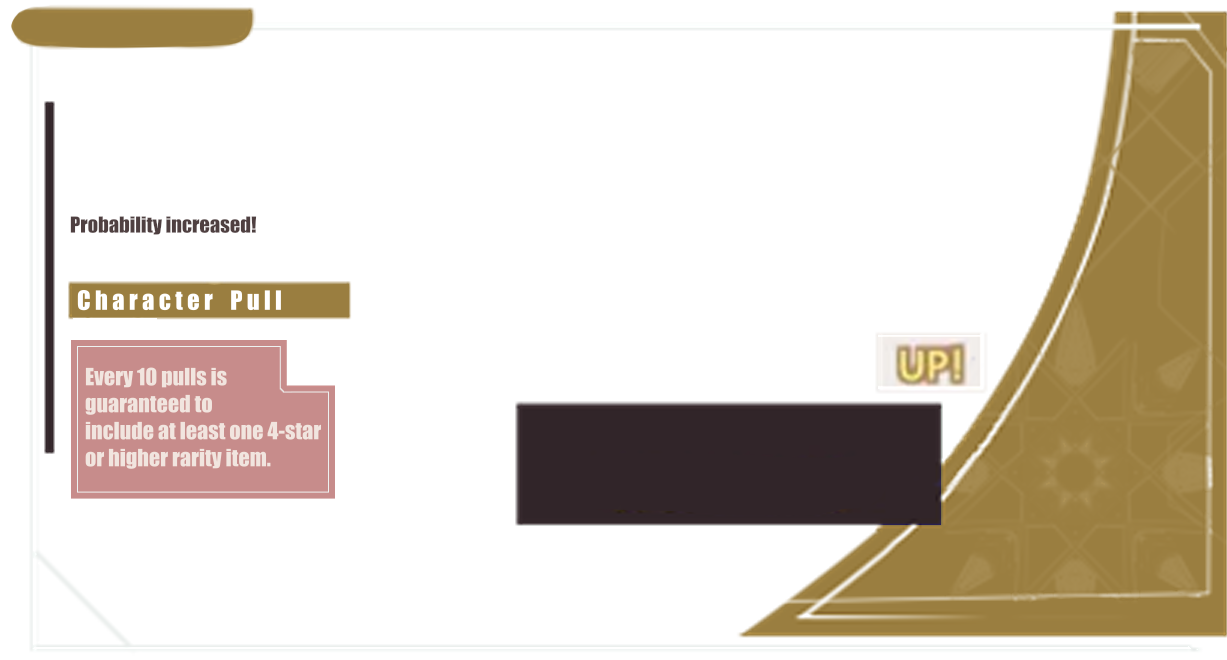 Probability increased!
Character Pull
Every 10 pulls is
guaranteed to
include at least one 4-star
or higher rarity item.
UP!